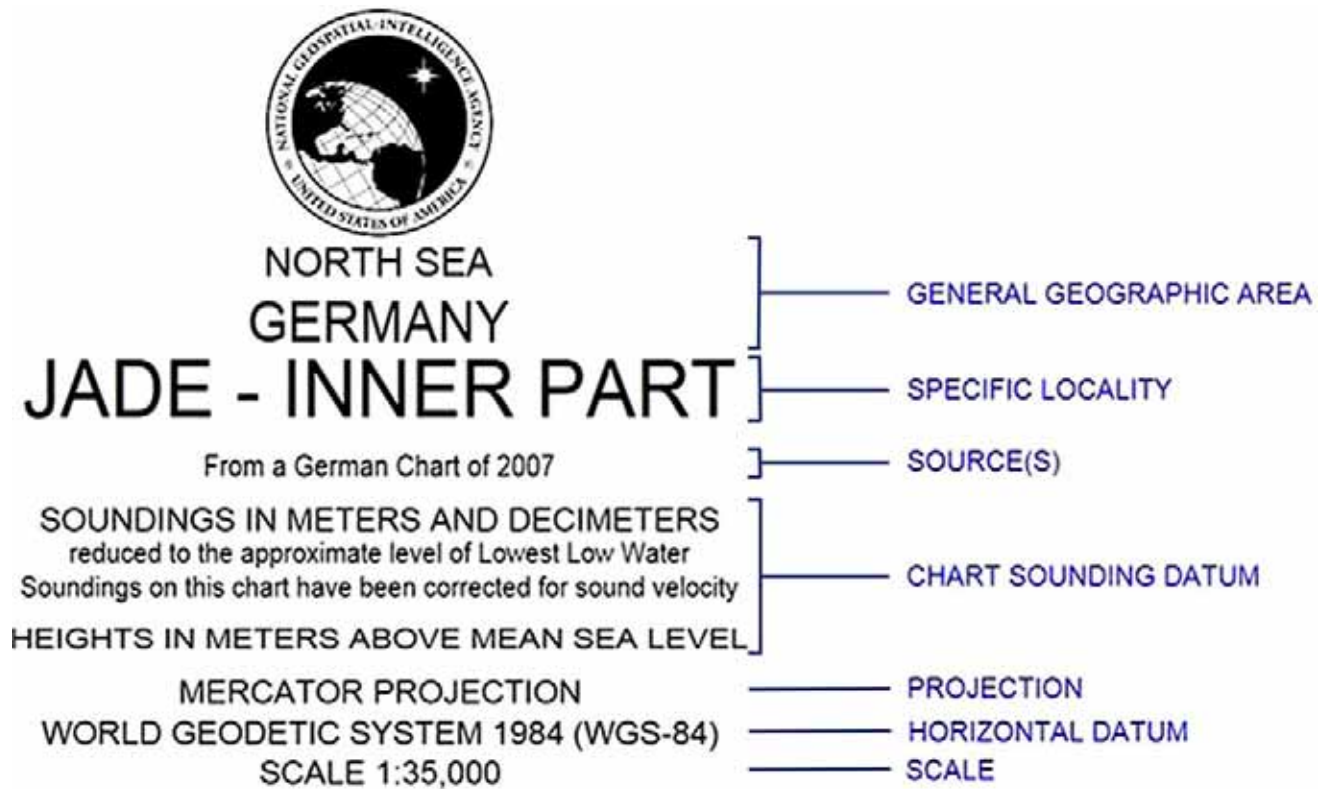 NATIONAL GEOSPATIAL-INTELLIGENCE AGENCY
UNITED STATES OF AMERICA
NORTH SEA
GERMANY
GENERAL GEOGRAPHIC AREA
JADE - INNER PART
SPECIFIC LOCALITY
From a German Chart of 2007
SOURCE(S)
SOUNDINGS IN METERS AND DECIMETERS
reduced to the approximate level of Lowest Low Water
Soundings on this chart have been corrected for sound velocity
CHART SOUNDING DATUM
HEIGHTS IN METERS ABOVE MEAN SEA LEVEL
MERCATOR PROJECTION
PROJECTION
WORLD GEODETIC SYSTEM 1984 (WGS-84)
HORIZONTAL DATUM
SCALE 1:35,000
SCALE